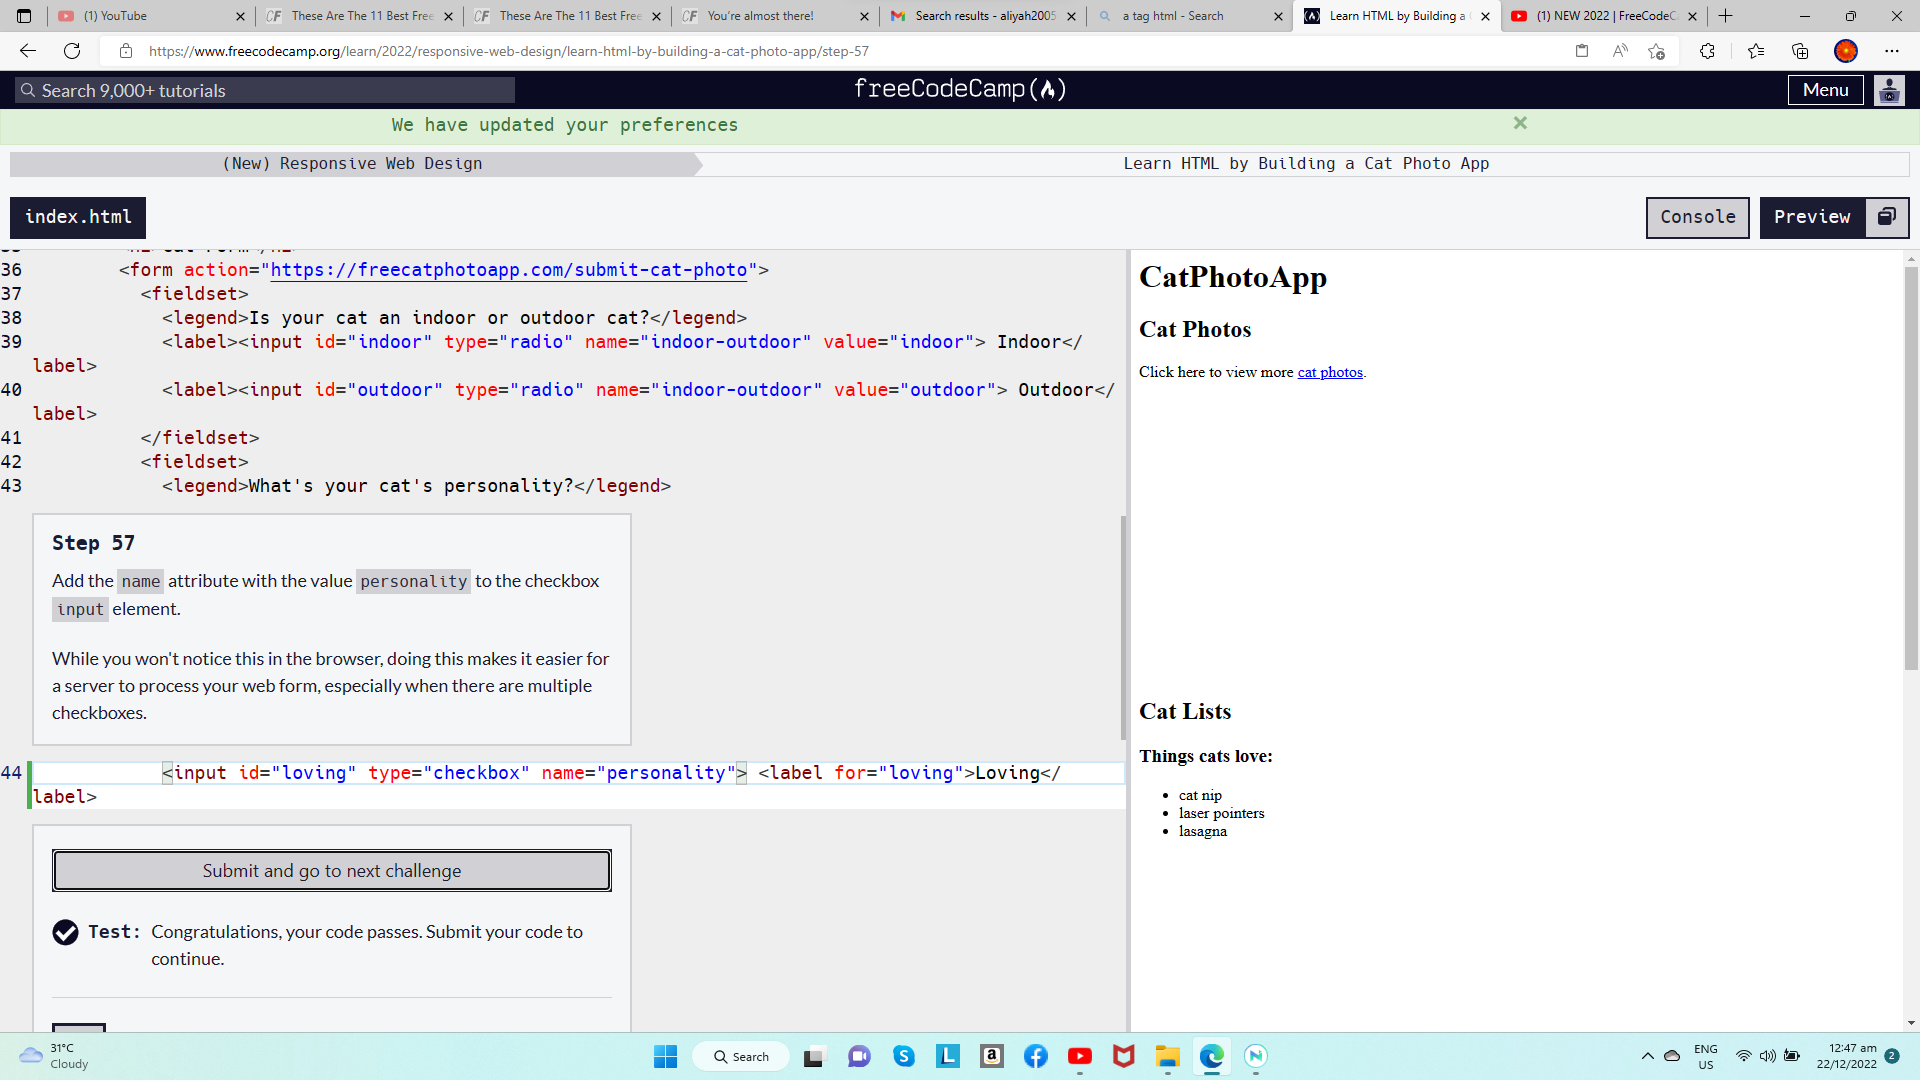 (1) YouTube
These Are The 11 Best Free
These Are The 11 Best Free
You're almost there!
Search results - aliyah2005
a tag html - Search
Learn HTML by Building a
(1) NEW 2022 | FreeCodeC
https://www.freecodecamp.org/learn/2022/responsive-web-design/learn-html-by-building-a-cat-photo-app/step-57
Search 9,000+ tutorials
freeCodeCamp
Menu
We have updated your preferences
(New) Responsive Web Design
Learn HTML by Building a Cat Photo App
index.html
Console
Preview
36 <form action="https://freecatphotoapp.com/submit-cat-photo">
37 <fieldset>
38 <legend>Is your cat an indoor or outdoor cat?</legend>
39 <label><input id="indoor" type="radio" name="indoor-outdoor" value="indoor"> Indoor</
label>
40 <label><input id="outdoor" type="radio" name="indoor-outdoor" value="outdoor"> Outdoor</
label>
41 </fieldset>
42 <fieldset>
43 <legend>What's your cat's personality?</legend>
Step 57
Add the name attribute with the value personality to the checkbox
input element.
While you won't notice this in the browser, doing this makes it easier for
a server to process your web form, especially when there are multiple
checkboxes.
44 <input id="loving" type="checkbox" name="personality"> <label for="loving">Loving</
label>
Submit and go to next challenge
Test: Congratulations, your code passes. Submit your code to
continue.
CatPhotoApp
Cat Photos
Click here to view more cat photos.
Cat Lists
Things cats love:
cat nip
laser pointers
lasagna
31°C
Cloudy
Search
ENG
US
12:47 am
22/12/2022
2